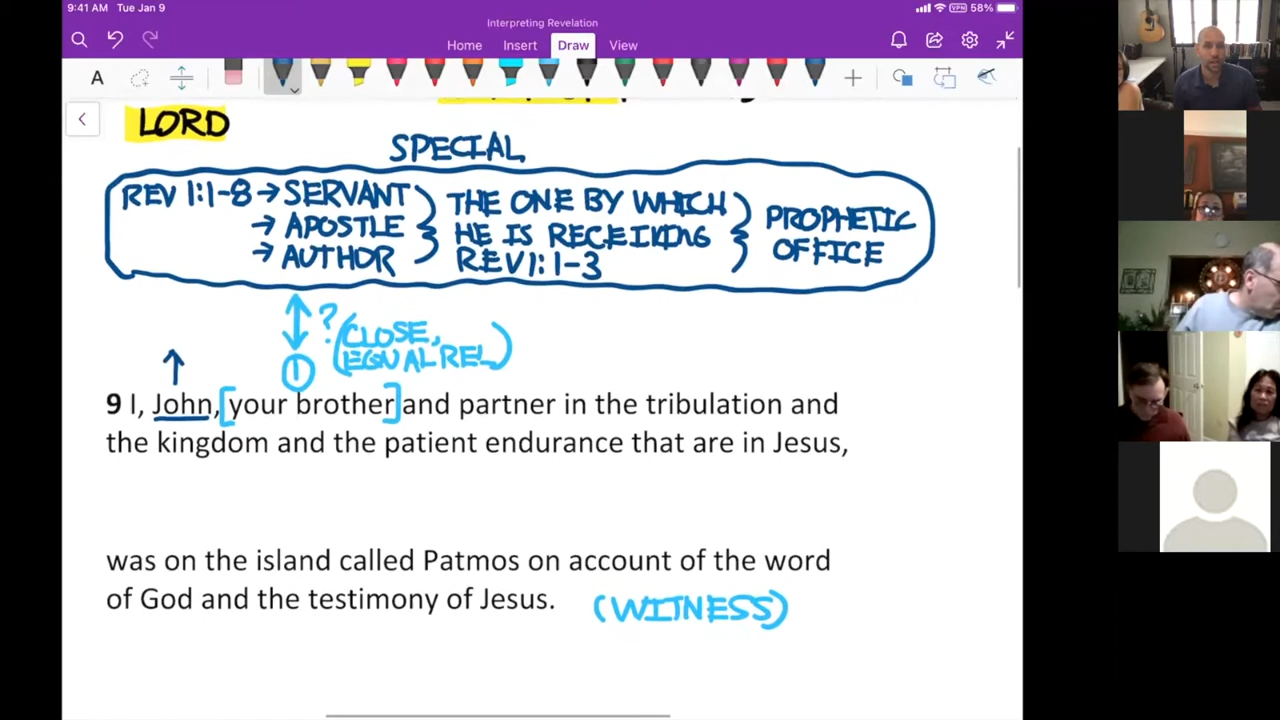 9:41 AM Tue Jan 9
VPN 58%
Interpreting Revelation
Home Insert Draw View
A
LORD
SPECIAL
REV 1:1-8 → SERVANT } THE ONE BY WHICH } PROPHETIC
→ APOSTLE HE IS RECEIVING OFFICE
→ AUTHOR REV 1:1-3
? (CLOSE,
EQUAL REL)
1
9 I, John, [your brother] and partner in the tribulation and
the kingdom and the patient endurance that are in Jesus,
was on the island called Patmos on account of the word
of God and the testimony of Jesus. (WITNESS)